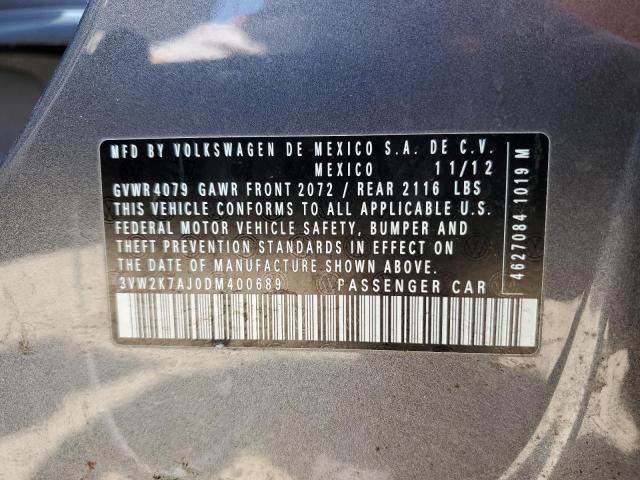 MFD BY VOLKSWAGEN DE MEXICO S.A. DE C.V.
MEXICO 11/12
GVWR 4079 GAWR FRONT 2072 / REAR 2116 LBS
THIS VEHICLE CONFORMS TO ALL APPLICABLE U.S.
FEDERAL MOTOR VEHICLE SAFETY, BUMPER AND
THEFT PREVENTION STANDARDS IN EFFECT ON
THE DATE OF MANUFACTURE SHOWN ABOVE.
3VW2K7AJ0DM400689 PASSENGER CAR
4627084 1019 M